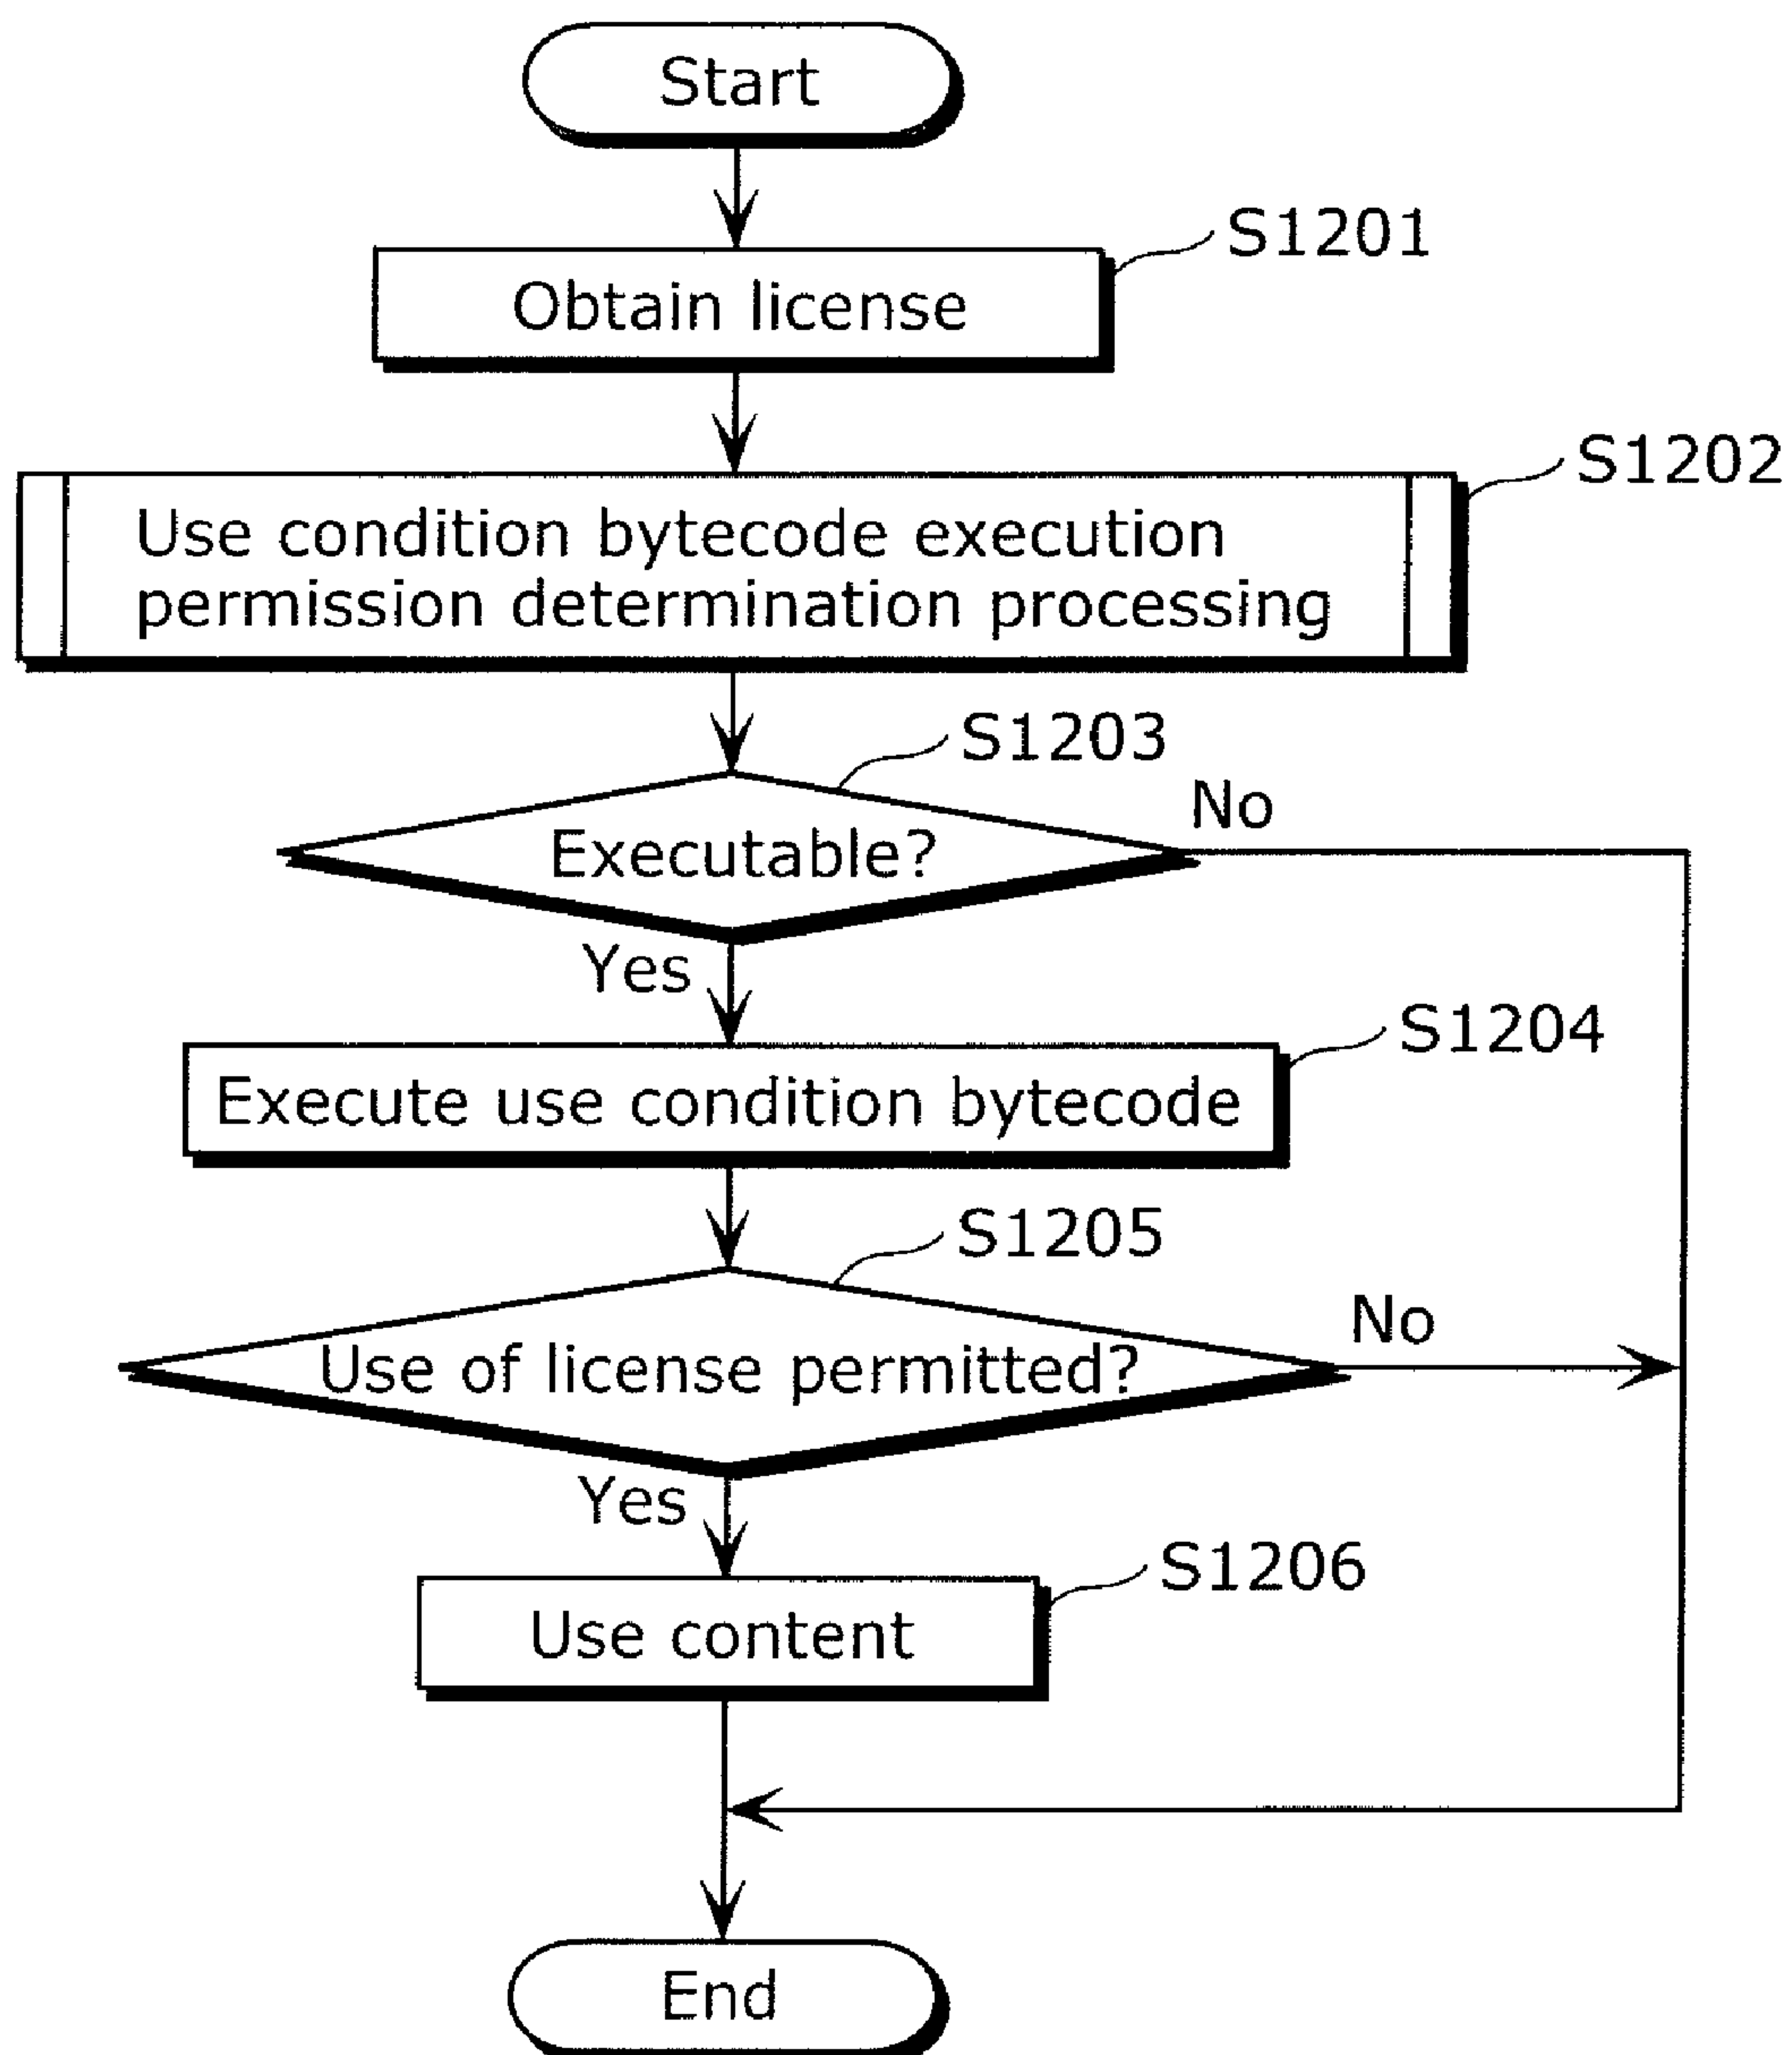 Start
S1201
Obtain license
S1202
Use condition bytecode execution
permission determination processing
S1203
No
Executable?
Yes
S1204
Execute use condition bytecode
S1205
No
Use of license permitted?
Yes
S1206
Use content
End